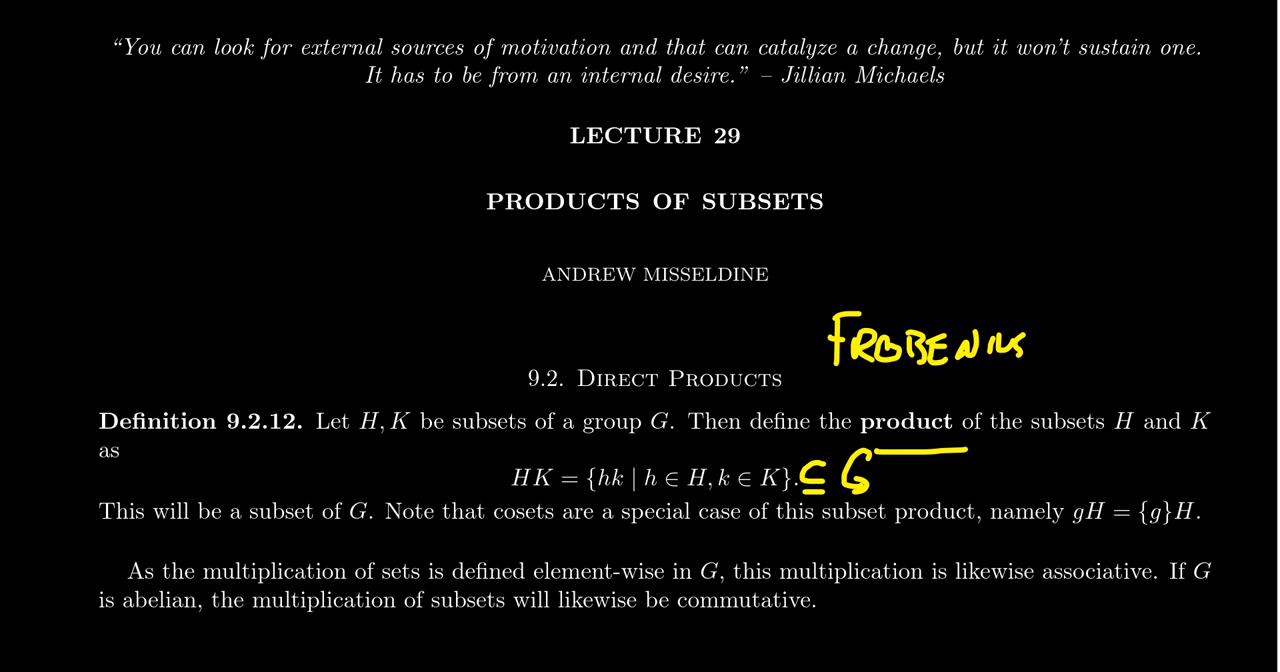 “You can look for external sources of motivation and that can catalyze a change, but it won’t sustain one.
It has to be from an internal desire.” – Jillian Michaels
LECTURE 29
PRODUCTS OF SUBSETS
ANDREW MISSELDINE
FROBENIUS
9.2. Direct Products
Definition 9.2.12. Let H, K be subsets of a group G. Then define the product of the subsets H and K
as
HK = {hk | h ∈ H, k ∈ K}. ⊆ G
This will be a subset of G. Note that cosets are a special case of this subset product, namely gH = {g}H.
As the multiplication of sets is defined element-wise in G, this multiplication is likewise associative. If G
is abelian, the multiplication of subsets will likewise be commutative.